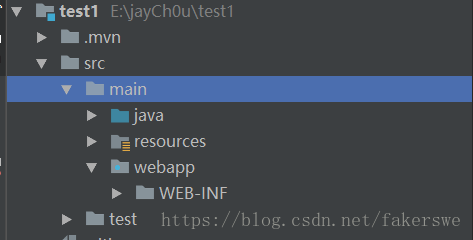 test1 E:\jayCh0u\test1
.mvn
src
main
java
resources
webapp
WEB-INF
test https://blog.csdn.net/fakerswe